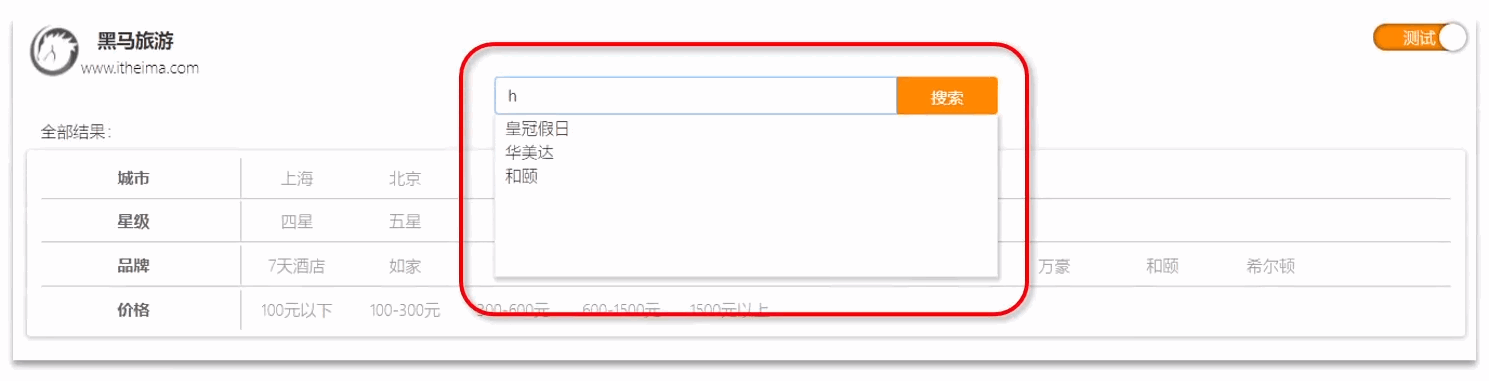 黑马旅游
www.itheima.com
测试
h
搜索
皇冠假日
华美达
和颐
全部结果:
城市 上海 北京
星级 四星 五星
品牌 7天酒店 如家 万豪 和颐 希尔顿
价格 100元以下 100-300元 300-600元 600-1500元 1500元以上